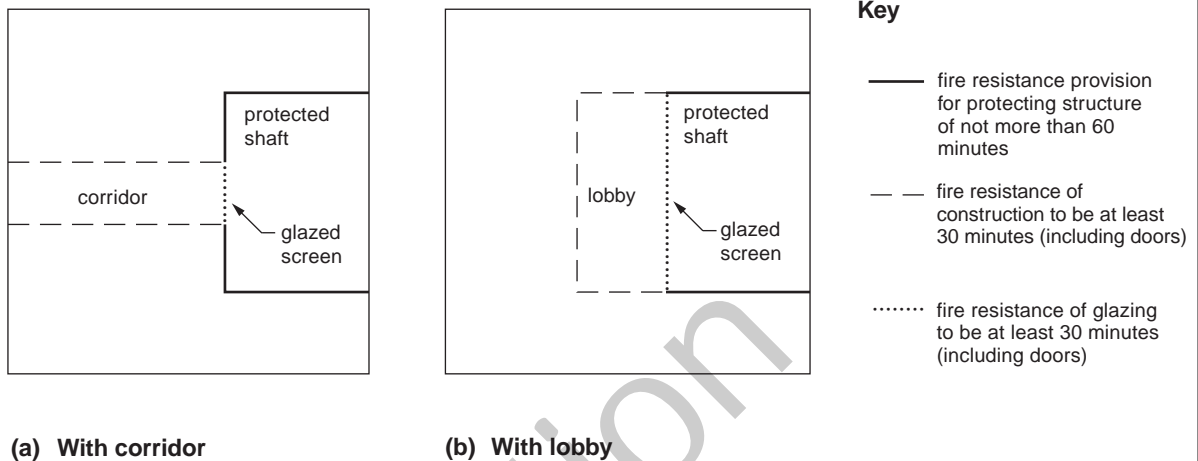 Key
protected
shaft
corridor
glazed
screen
protected
shaft
lobby
glazed
screen
fire resistance provision
for protecting structure
of not more than 60
minutes
fire resistance of
construction to be at least
30 minutes (including doors)
fire resistance of glazing
to be at least 30 minutes
(including doors)
(a) With corridor
(b) With lobby